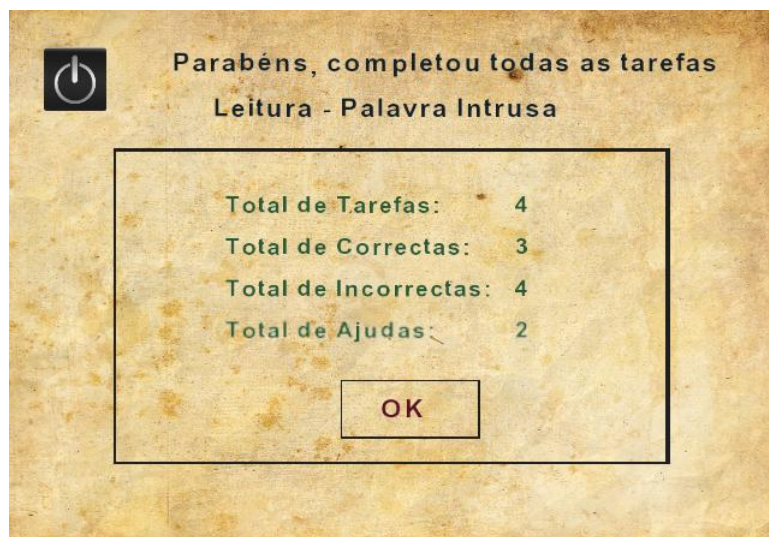 Parabéns, completou todas as tarefas
Leitura - Palavra Intrusa
Total de Tarefas: 4
Total de Correctas: 3
Total de Incorrectas: 4
Total de Ajudas: 2
OK